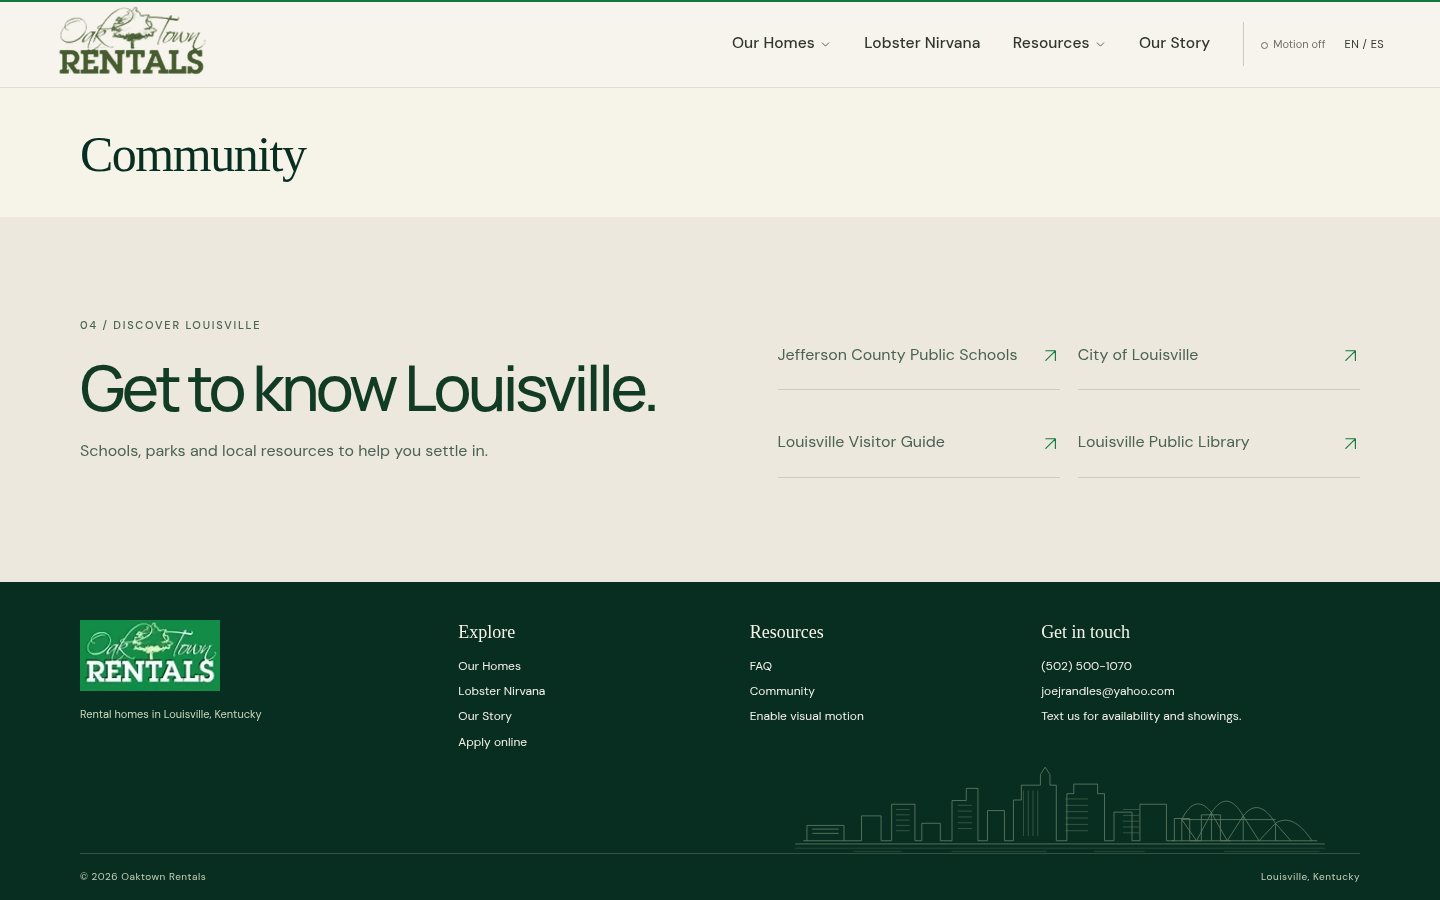 Oak Town
RENTALS
Our Homes
Lobster Nirvana
Resources
Our Story
Motion off
EN / ES
Community
04 / DISCOVER LOUISVILLE
Get to know Louisville.
Schools, parks and local resources to help you settle in.
Jefferson County Public Schools
City of Louisville
Louisville Visitor Guide
Louisville Public Library
Oak Town
RENTALS
Rental homes in Louisville, Kentucky
Explore
Our Homes
Lobster Nirvana
Our Story
Apply online
Resources
FAQ
Community
Enable visual motion
Get in touch
(502) 500-1070
joejrandles@yahoo.com
Text us for availability and showings.
© 2026 Oaktown Rentals
Louisville, Kentucky